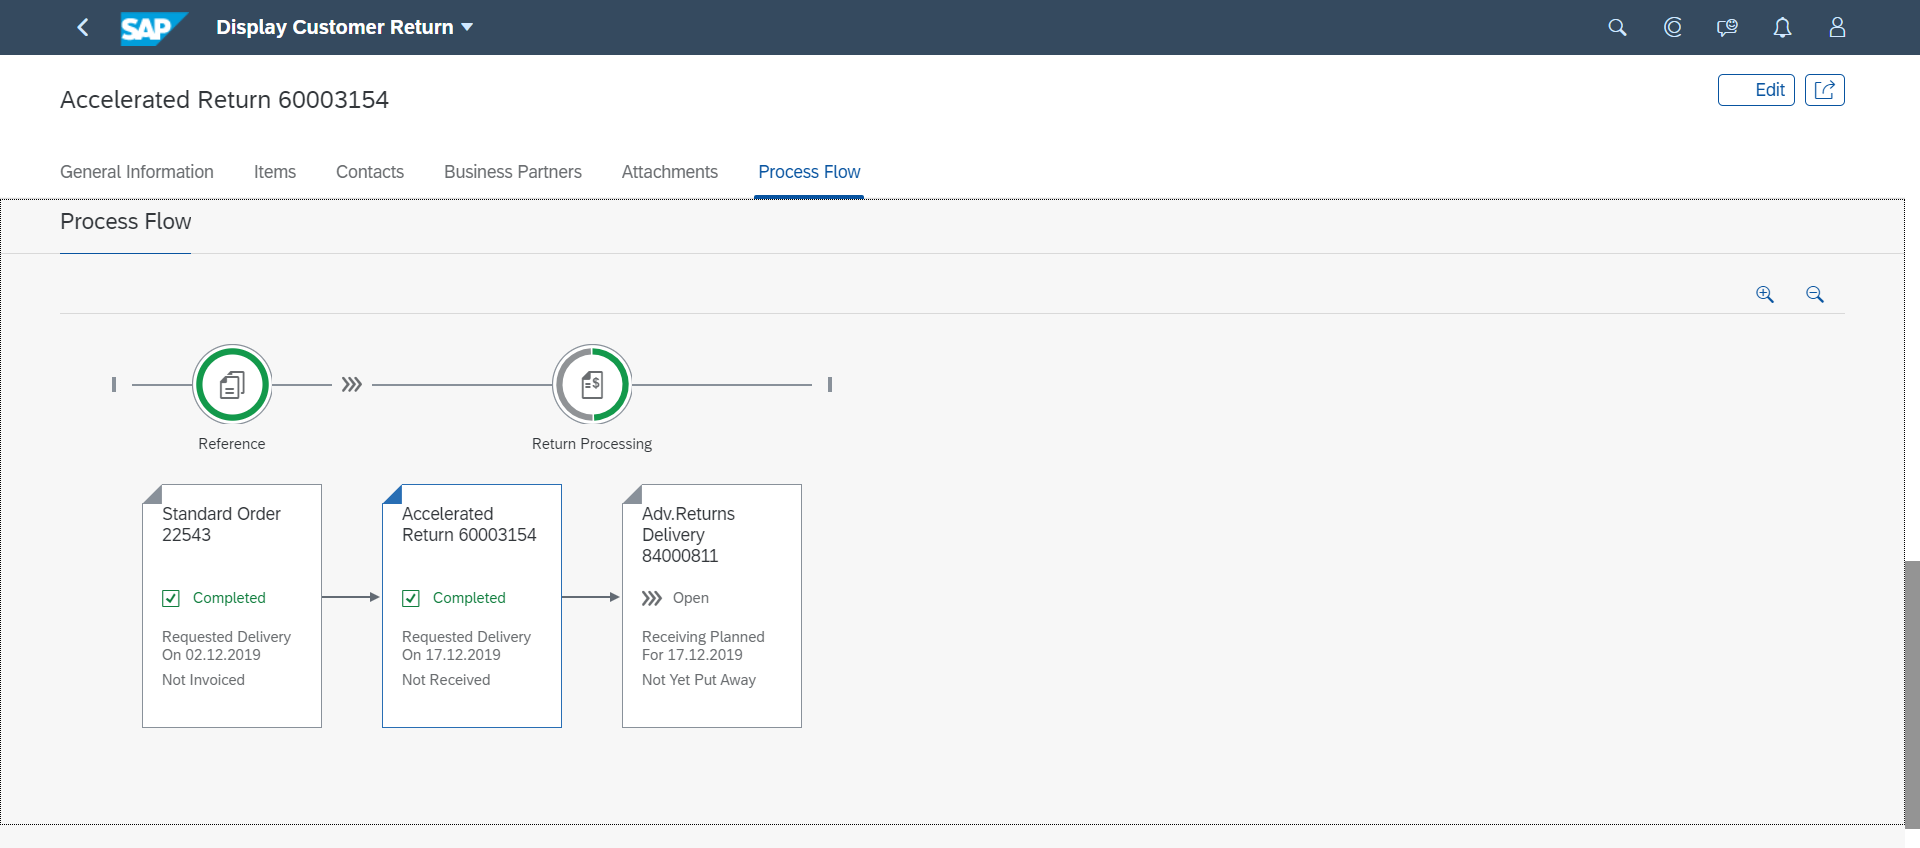 SAP Display Customer Return
Accelerated Return 60003154
Edit
General Information Items Contacts Business Partners Attachments Process Flow
Process Flow
Reference
Return Processing
Standard Order
22543
Completed
Requested Delivery
On 02.12.2019
Not Invoiced
Accelerated
Return 60003154
Completed
Requested Delivery
On 17.12.2019
Not Received
Adv.Returns
Delivery
84000811
Open
Receiving Planned
For 17.12.2019
Not Yet Put Away